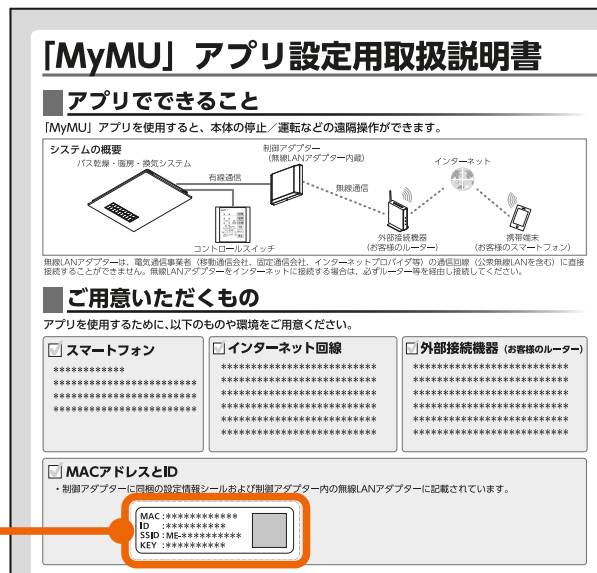 「MyMU」アプリ設定用取扱説明書
アプリでできること
「MyMU」アプリを使用すると、本体の停止／運転などの遠隔操作ができます。
システムの概要
バス乾燥・暖房・換気システム
有線通信
コントロールスイッチ
制御アダプター
（無線LANアダプター内蔵）
無線通信
インターネット
外部接続機器
（お客様のルーター）
携帯端末
（お客様のスマートフォン）
無線LANアダプターは、電気通信事業者（移動通信会社、固定通信会社、インターネットプロバイダ等）の通信回線（公衆無線LANを含む）に直接
接続することができません。無線LANアダプターをインターネットに接続する場合は、必ずルーター等を経由し接続してください。
ご用意いただくもの
アプリを使用するために、以下のものや環境をご用意ください。
スマートフォン
***********
**********************
**********************
**********************
インターネット回線
************************
************************
************************
************************
************************
************************
外部接続機器（お客様のルーター）
************************
************************
************************
************************
************************
************************
MACアドレスとID
・制御アダプターに同梱の設定情報シールおよび制御アダプター内の無線LANアダプターに記載されています。
MAC :************
ID :**********
SSID : ME-**********
KEY :**********